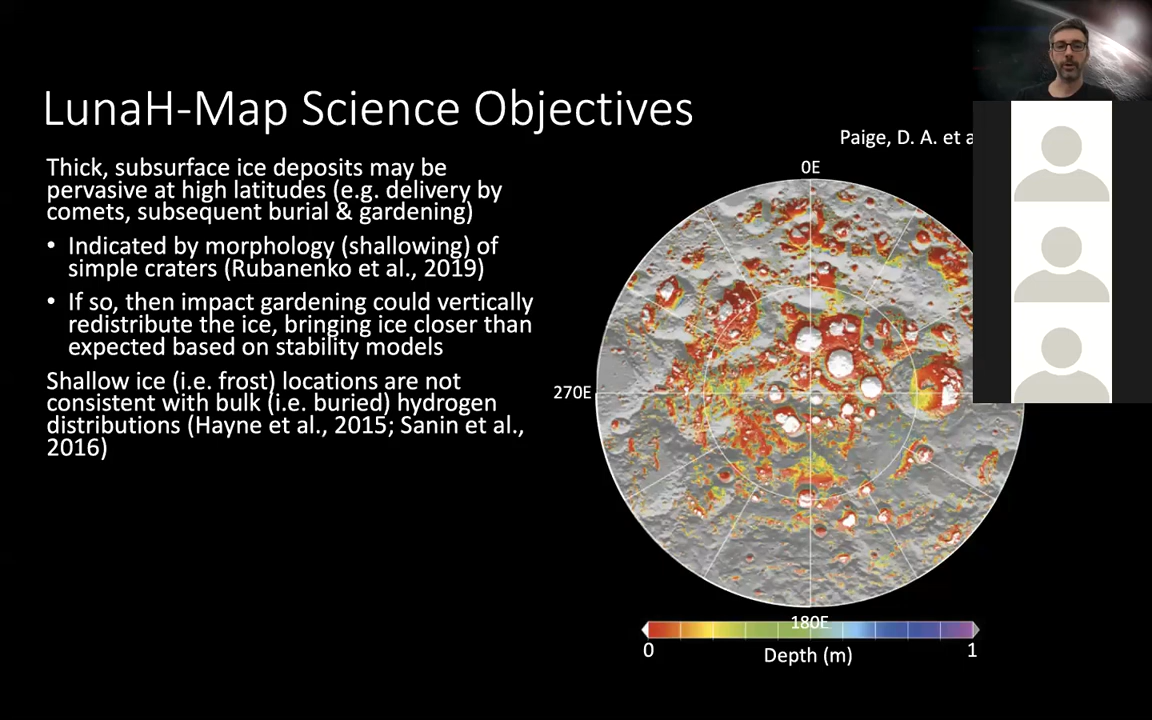 LunaH-Map Science Objectives
Paige, D. A. et a
Thick, subsurface ice deposits may be
pervasive at high latitudes (e.g. delivery by
comets, subsequent burial & gardening)
• Indicated by morphology (shallowing) of
simple craters (Rubanenko et al., 2019)
• If so, then impact gardening could vertically
redistribute the ice, bringing ice closer than
expected based on stability models
Shallow ice (i.e. frost) locations are not
consistent with bulk (i.e. buried) hydrogen
distributions (Hayne et al., 2015; Sanin et al.,
2016)
0E
270E
180E
0
1
Depth (m)